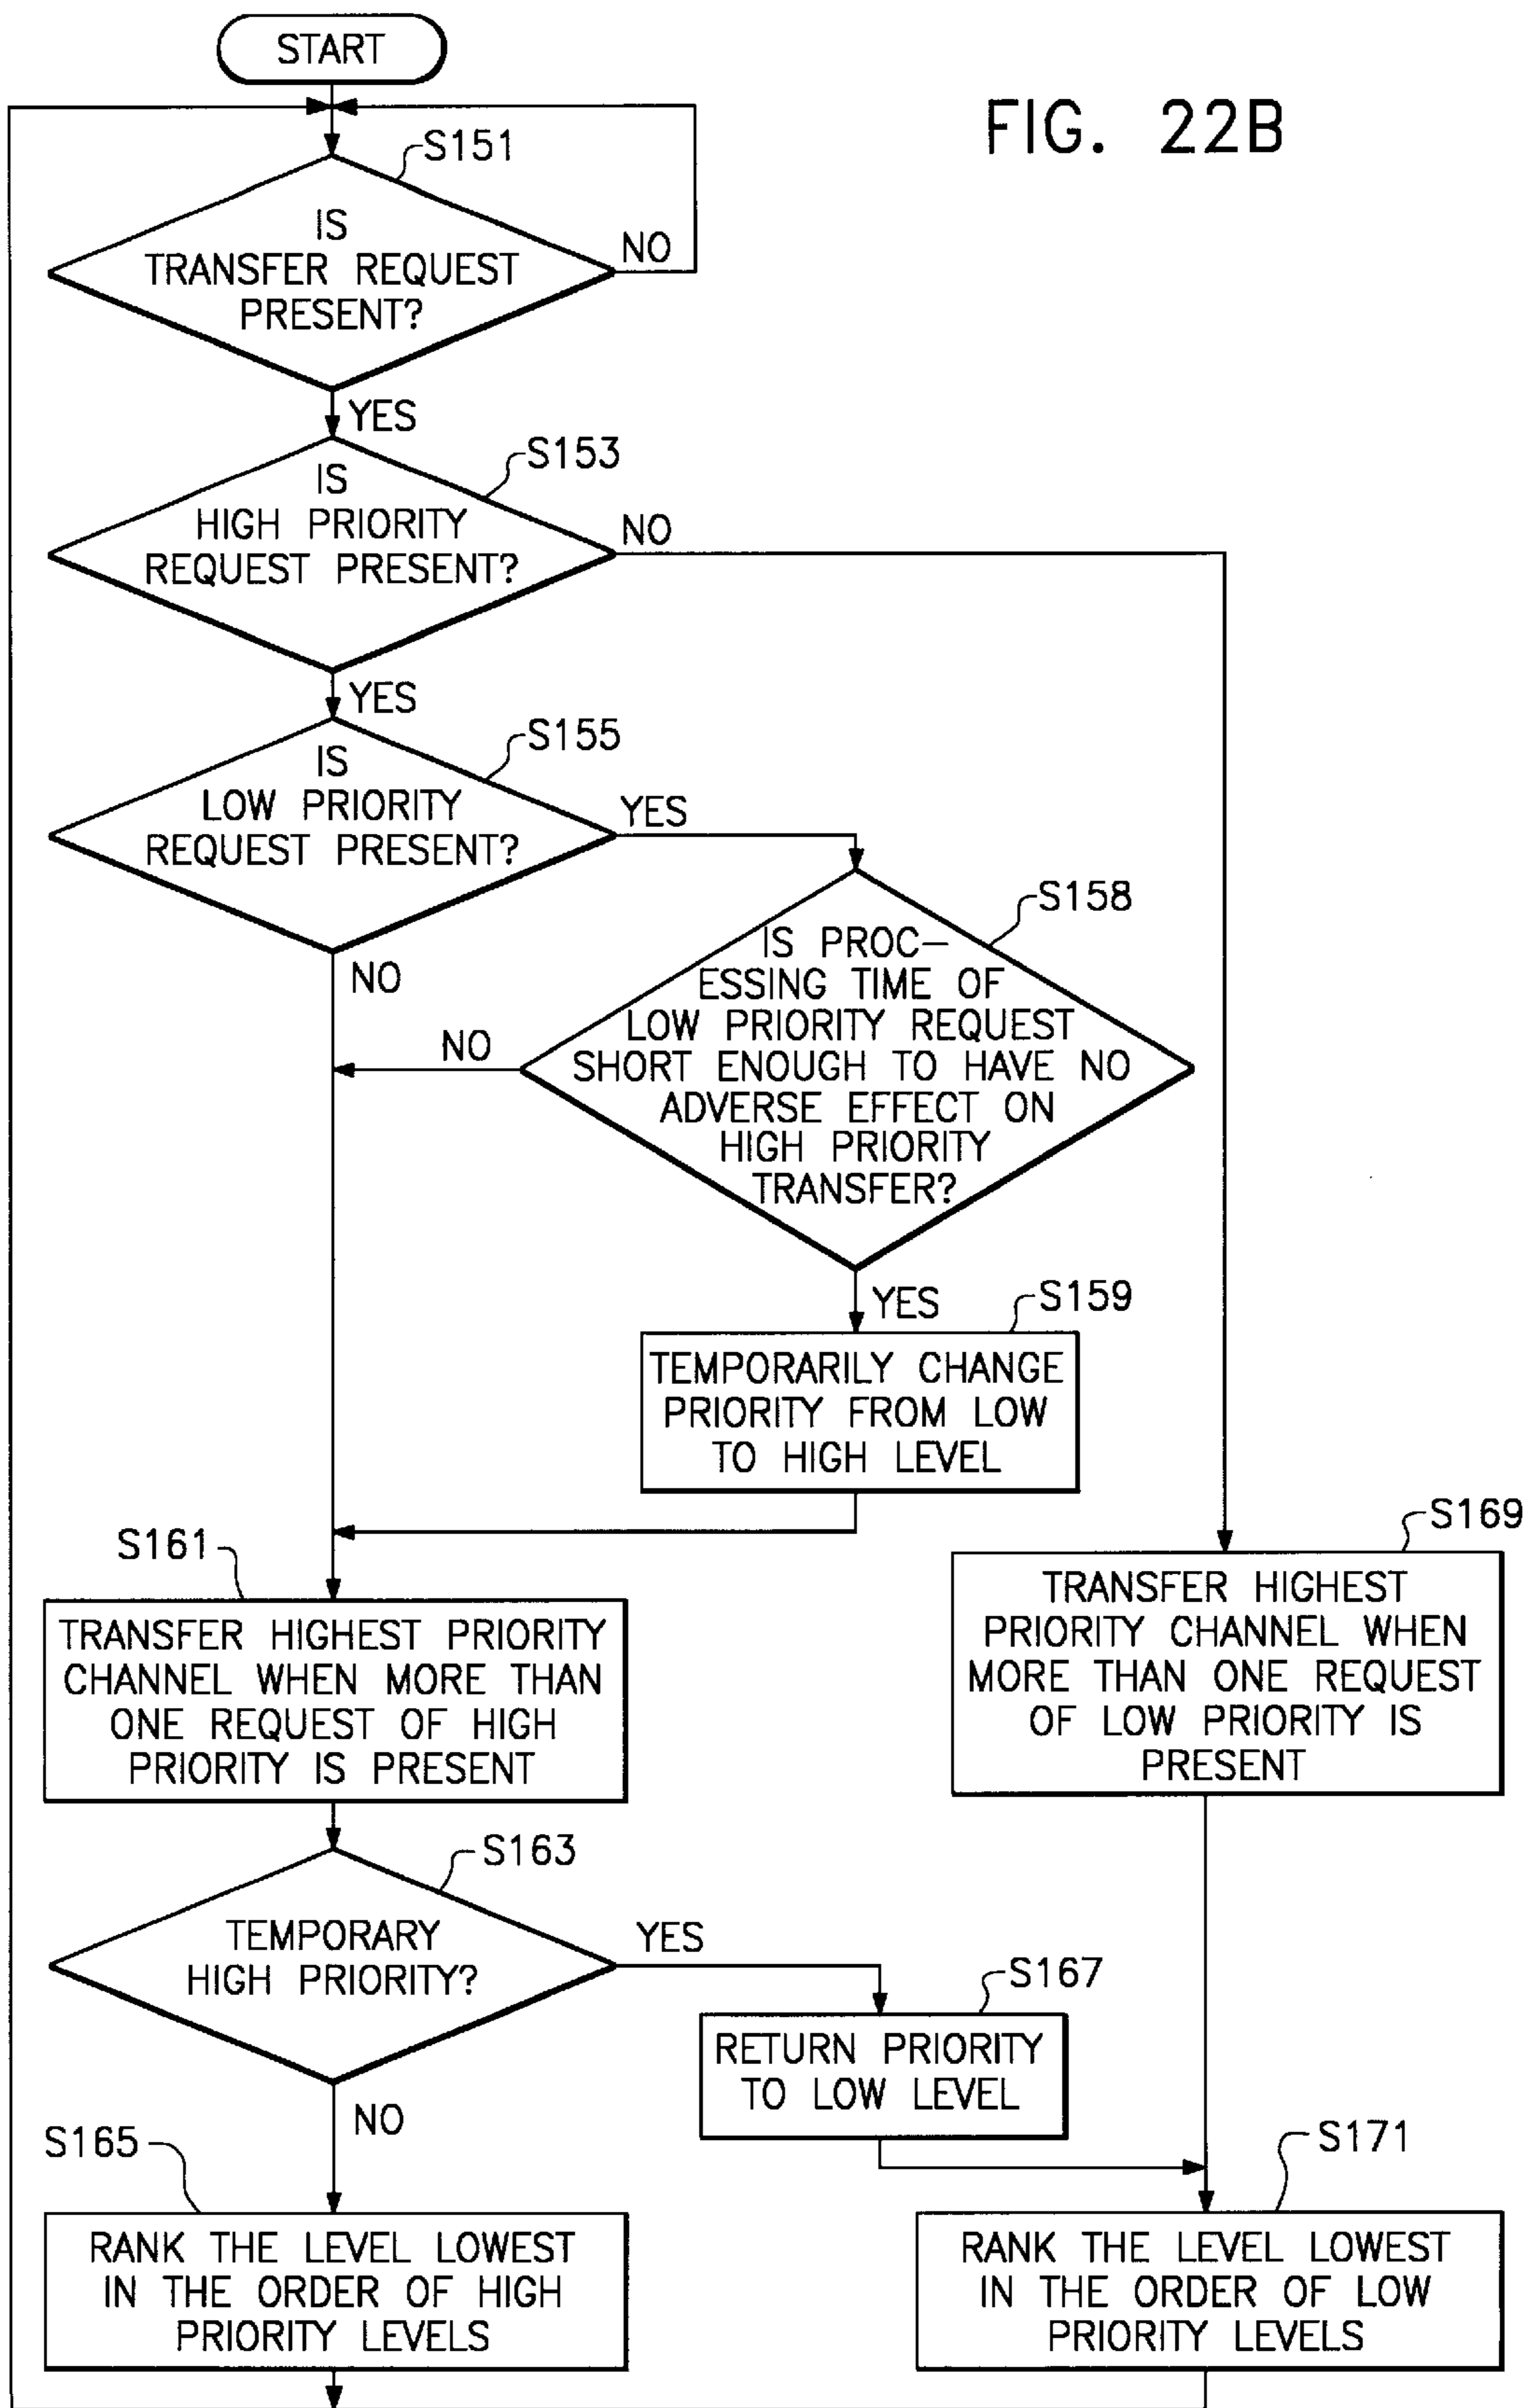 START
FIG. 22B
S151
IS
TRANSFER REQUEST
PRESENT?
NO
YES
S153
IS
HIGH PRIORITY
REQUEST PRESENT?
NO
YES
S155
IS
LOW PRIORITY
REQUEST PRESENT?
YES
NO
S158
IS PROC-
ESSING TIME OF
LOW PRIORITY REQUEST
SHORT ENOUGH TO HAVE NO
ADVERSE EFFECT ON
HIGH PRIORITY
TRANSFER?
NO
YES
S159
TEMPORARILY CHANGE
PRIORITY FROM LOW
TO HIGH LEVEL
S161
TRANSFER HIGHEST PRIORITY
CHANNEL WHEN MORE THAN
ONE REQUEST OF HIGH
PRIORITY IS PRESENT
S169
TRANSFER HIGHEST
PRIORITY CHANNEL WHEN
MORE THAN ONE REQUEST
OF LOW PRIORITY IS
PRESENT
S163
TEMPORARY
HIGH PRIORITY?
YES
NO
S167
RETURN PRIORITY
TO LOW LEVEL
S165
RANK THE LEVEL LOWEST
IN THE ORDER OF HIGH
PRIORITY LEVELS
S171
RANK THE LEVEL LOWEST
IN THE ORDER OF LOW
PRIORITY LEVELS